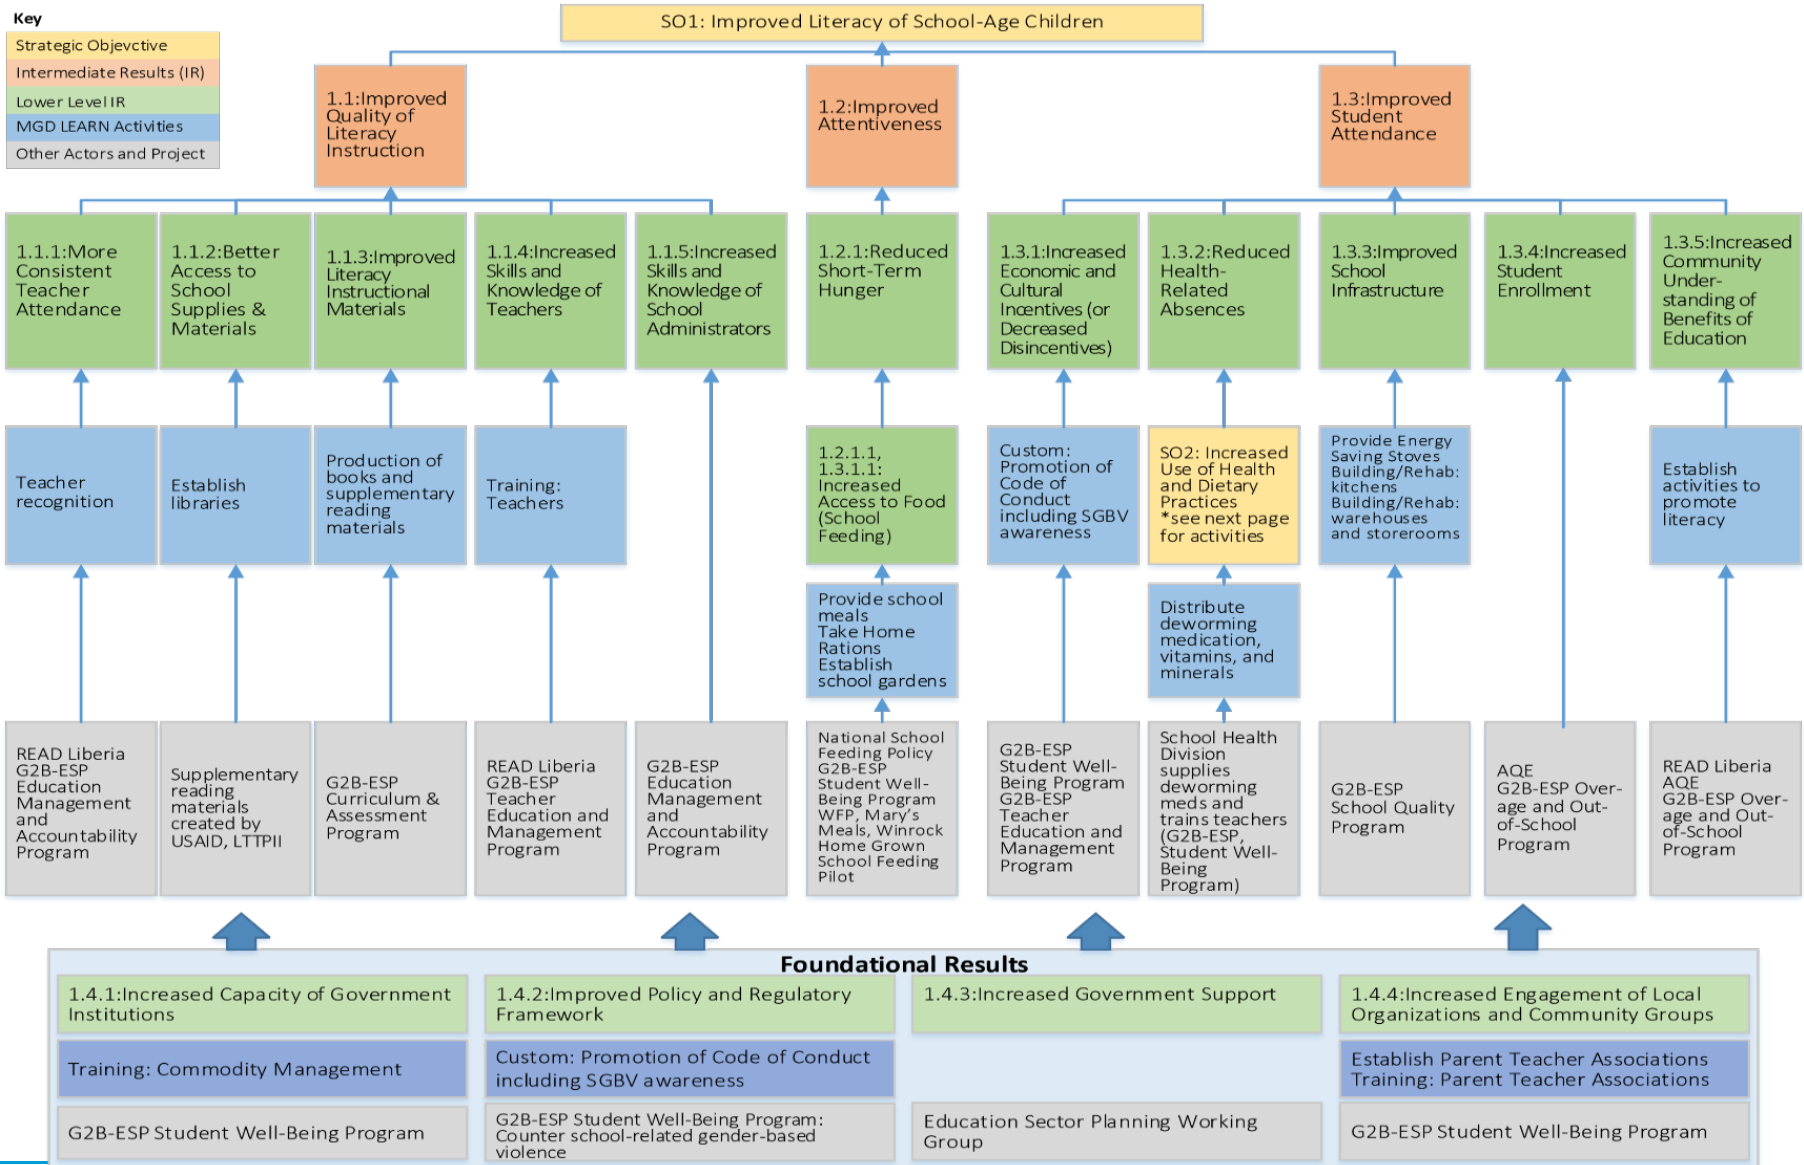 Key
Strategic Objevctive
Intermediate Results (IR)
Lower Level IR
MGD LEARN Activities
Other Actors and Project
SO1: Improved Literacy of School-Age Children
1.1:Improved
Quality of
Literacy
Instruction
1.2:Improved
Attentiveness
1.3:Improved
Student
Attendance
1.1.1:More
Consistent
Teacher
Attendance
1.1.2:Better
Access to
School
Supplies &
Materials
1.1.3:Improved
Literacy
Instructional
Materials
1.1.4:Increased
Skills and
Knowledge of
Teachers
1.1.5:Increased
Skills and
Knowledge of
School
Administrators
1.2.1:Reduced
Short-Term
Hunger
1.3.1:Increased
Economic and
Cultural
Incentives (or
Decreased
Disincentives)
1.3.2:Reduced
Health-
Related
Absences
1.3.3:Improved
School
Infrastructure
1.3.4:Increased
Student
Enrollment
1.3.5:Increased
Community
Under-
standing of
Benefits of
Education
Teacher
recognition
Establish
libraries
Production of
books and
supplementary
reading
materials
Training:
Teachers
1.2.1.1,
1.3.1.1:
Increased
Access to Food
(School
Feeding)
Custom:
Promotion of
Code of
Conduct
including SGBV
awareness
SO2: Increased
Use of Health
and Dietary
Practices
*see next page
for activities
Provide Energy
Saving Stoves
Building/Rehab:
kitchens
Building/Rehab:
warehouses
and storerooms
Establish
activities to
promote
literacy
Provide school
meals
Take Home
Rations
Establish
school gardens
Distribute
deworming
medication,
vitamins, and
minerals
READ Liberia
G2B-ESP
Education
Management
and
Accountability
Program
Supplementary
reading
materials
created by
USAID, LTTPII
G2B-ESP
Curriculum &
Assessment
Program
READ Liberia
G2B-ESP
Teacher
Education and
Management
Program
G2B-ESP
Education
Management
and
Accountability
Program
National School
Feeding Policy
G2B-ESP
Student Well-
Being Program
WFP, Mary's
Meals, Winrock
Home Grown
School Feeding
Pilot
G2B-ESP
Student Well-
Being Program
G2B-ESP
Teacher
Education and
Management
Program
School Health
Division
supplies
deworming
meds and
trains teachers
(G2B-ESP,
Student Well-
Being
Program)
G2B-ESP
School Quality
Program
AQE
G2B-ESP Over-
age and Out-
of-School
Program
READ Liberia
AQE
G2B-ESP Over-
age and Out-
of-School
Program
Foundational Results
1.4.1:Increased Capacity of Government
Institutions
1.4.2:Improved Policy and Regulatory
Framework
1.4.3:Increased Government Support
1.4.4:Increased Engagement of Local
Organizations and Community Groups
Training: Commodity Management
Custom: Promotion of Code of Conduct
including SGBV awareness
Establish Parent Teacher Associations
Training: Parent Teacher Associations
G2B-ESP Student Well-Being Program
G2B-ESP Student Well-Being Program:
Counter school-related gender-based
violence
Education Sector Planning Working
Group
G2B-ESP Student Well-Being Program